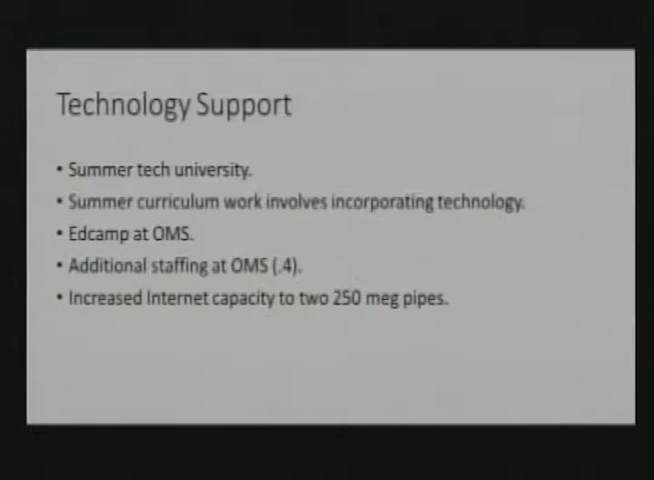 Technology Support
• Summer tech university.
• Summer curriculum work involves incorporating technology.
• Edcamp at OMS.
• Additional staffing at OMS (.4).
• Increased Internet capacity to two 250 meg pipes.